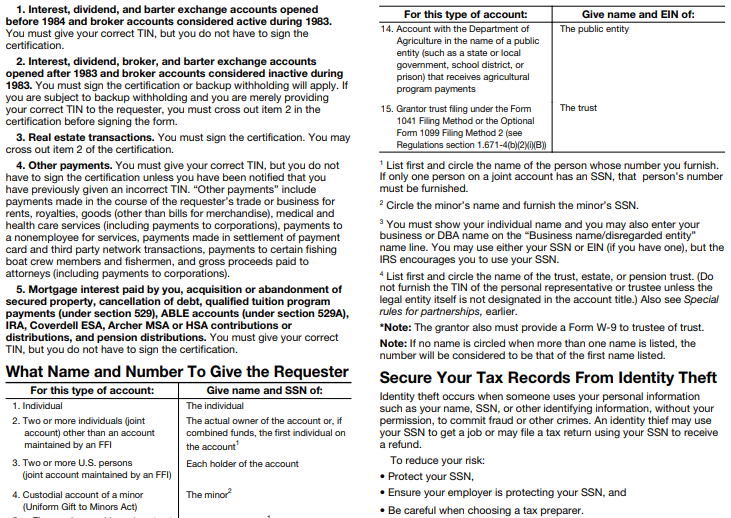 1. Interest, dividend, and barter exchange accounts opened
before 1984 and broker accounts considered active during 1983.
You must give your correct TIN, but you do not have to sign the
certification.
2. Interest, dividend, broker, and barter exchange accounts
opened after 1983 and broker accounts considered inactive during
1983. You must sign the certification or backup withholding will apply. If
you are subject to backup withholding and you are merely providing
your correct TIN to the requester, you must cross out item 2 in the
certification before signing the form.
3. Real estate transactions. You must sign the certification. You may
cross out item 2 of the certification.
4. Other payments. You must give your correct TIN, but you do not
have to sign the certification unless you have been notified that you
have previously given an incorrect TIN. “Other payments” include
payments made in the course of the requester’s trade or business for
rents, royalties, goods (other than bills for merchandise), medical and
health care services (including payments to corporations), payments to
a nonemployee for services, payments made in settlement of payment
card and third party network transactions, payments to certain fishing
boat crew members and fishermen, and gross proceeds paid to
attorneys (including payments to corporations).
5. Mortgage interest paid by you, acquisition or abandonment of
secured property, cancellation of debt, qualified tuition program
payments (under section 529), ABLE accounts (under section 529A),
IRA, Coverdell ESA, Archer MSA or HSA contributions or
distributions, and pension distributions. You must give your correct
TIN, but you do not have to sign the certification.
What Name and Number To Give the Requester
For this type of account: Give name and SSN of:
1. Individual The individual
2. Two or more individuals (joint The actual owner of the account or, if
account) other than an account combined funds, the first individual on
maintained by an FFI the account¹
3. Two or more U.S. persons Each holder of the account
(joint account maintained by an FFI)
4. Custodial account of a minor The minor²
(Uniform Gift to Minors Act)
For this type of account: Give name and EIN of:
14. Account with the Department of The public entity
Agriculture in the name of a public
entity (such as a state or local
government, school district, or
prison) that receives agricultural
program payments
15. Grantor trust filing under the Form The trust
1041 Filing Method or the Optional
Form 1099 Filing Method 2 (see
Regulations section 1.671-4(b)(2)(i)(B))
¹ List first and circle the name of the person whose number you furnish.
If only one person on a joint account has an SSN, that person’s number
must be furnished.
² Circle the minor’s name and furnish the minor’s SSN.
³ You must show your individual name and you may also enter your
business or DBA name on the “Business name/disregarded entity”
name line. You may use either your SSN or EIN (if you have one), but the
IRS encourages you to use your SSN.
⁴ List first and circle the name of the trust, estate, or pension trust. (Do
not furnish the TIN of the personal representative or trustee unless the
legal entity itself is not designated in the account title.) Also see Special
rules for partnerships, earlier.
*Note: The grantor also must provide a Form W-9 to trustee of trust.
Note: If no name is circled when more than one name is listed, the
number will be considered to be that of the first name listed.
Secure Your Tax Records From Identity Theft
Identity theft occurs when someone uses your personal information
such as your name, SSN, or other identifying information, without your
permission, to commit fraud or other crimes. An identity thief may use
your SSN to get a job or may file a tax return using your SSN to receive
a refund.
To reduce your risk:
• Protect your SSN,
• Ensure your employer is protecting your SSN, and
• Be careful when choosing a tax preparer.